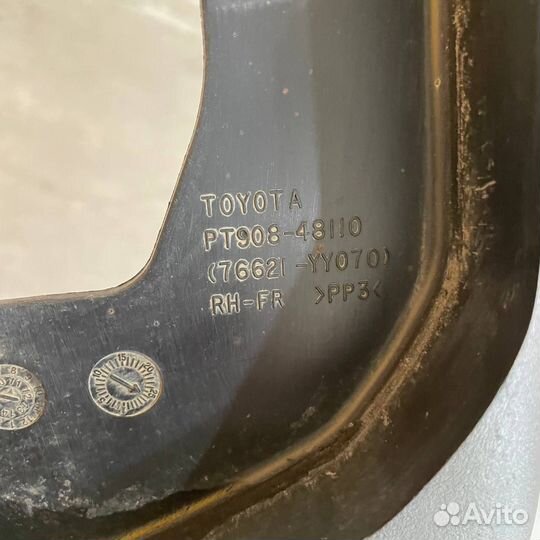 TOYOTA
PT908-48110
(76621-YY070)
RH-FR >PP3<
Avito